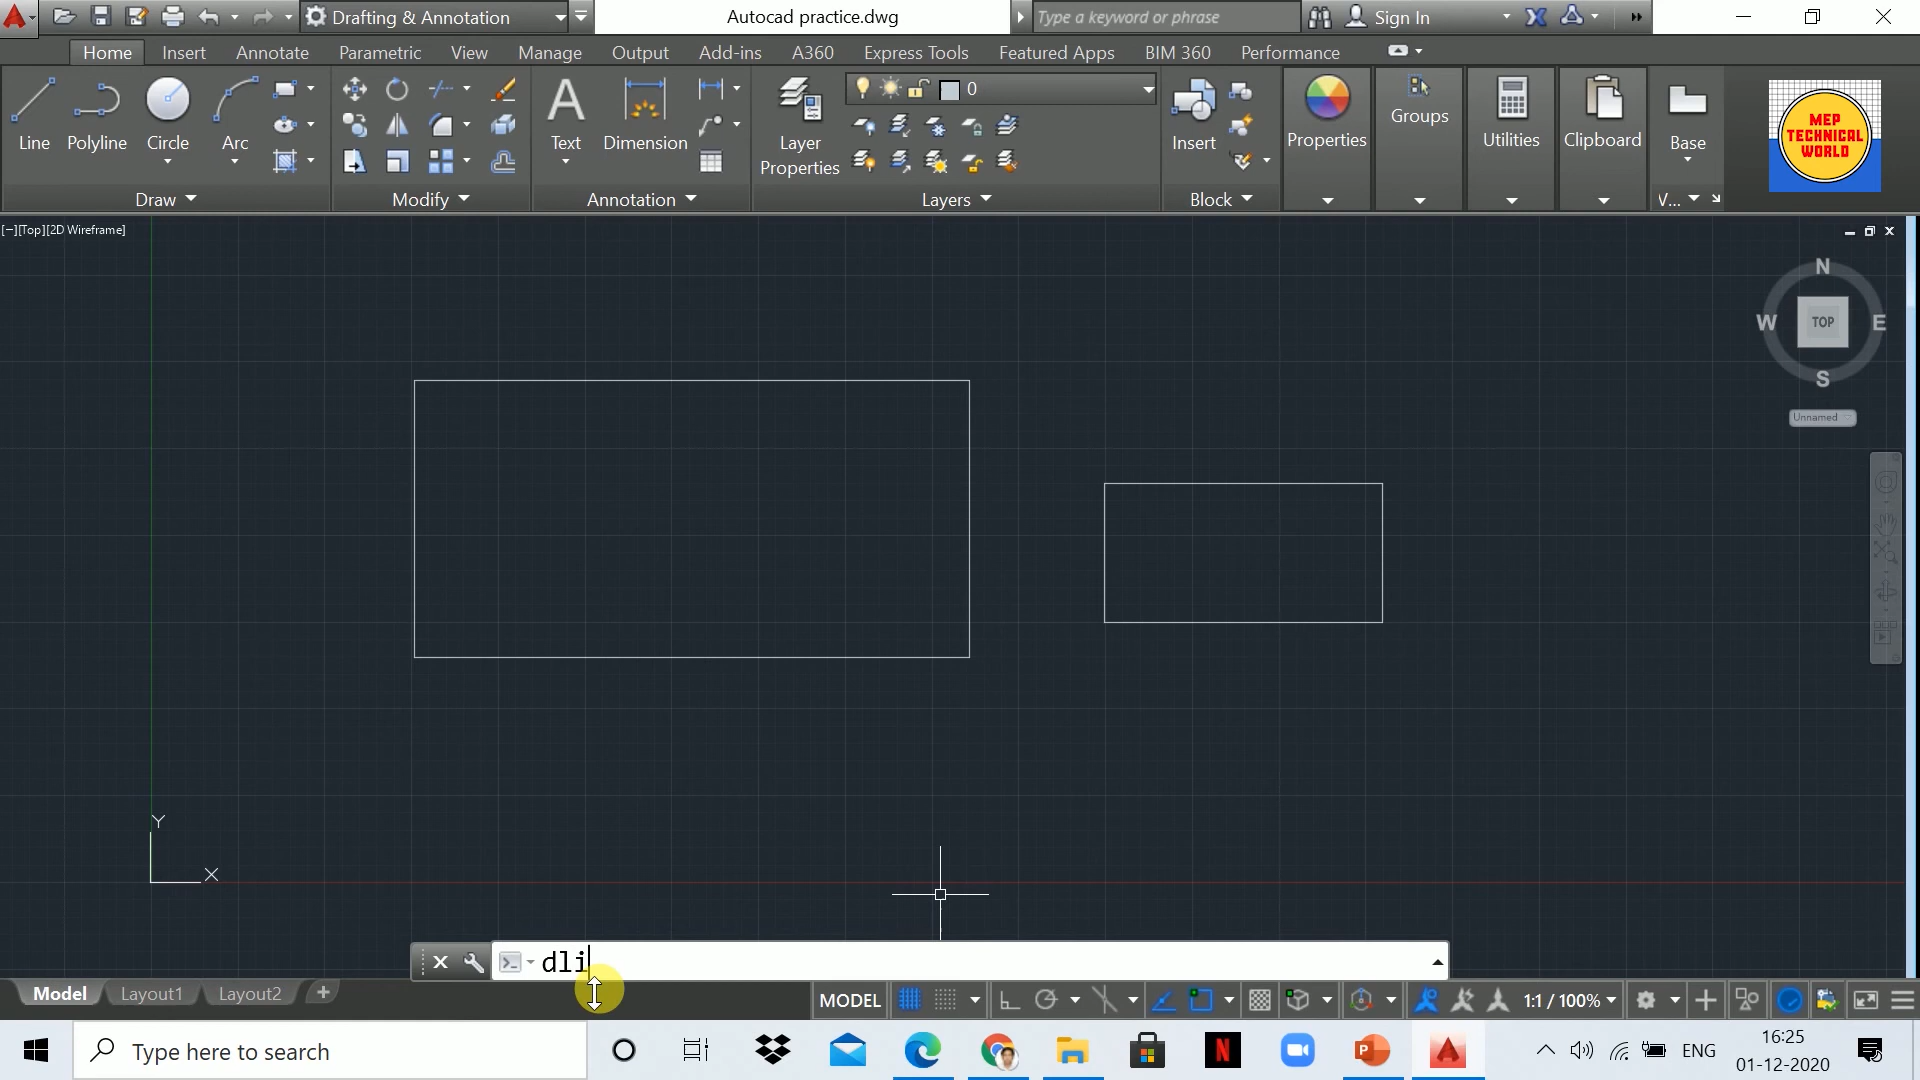 Drafting & Annotation
Autocad practice.dwg
Type a keyword or phrase
Sign In
Home Insert Annotate Parametric View Manage Output Add-ins A360 Express Tools Featured Apps BIM 360 Performance
Line Polyline Circle Arc
Text Dimension
Layer
Properties
0
Insert
Properties
Groups
Utilities
Clipboard
Base
MEP
TECHNICAL
WORLD
Draw Modify Annotation Layers Block V...
[−][Top][2D Wireframe]
N
W TOP E
S
Unnamed
Y
X
dli
Model Layout1 Layout2
MODEL
1:1 / 100%
Type here to search
N
P
ENG
16:25
01-12-2020